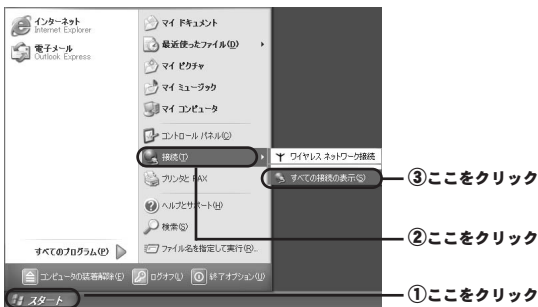 インターネット
Internet Explorer
電子メール
Outlook Express
すべてのプログラム(P)
マイ ドキュメント
最近使ったファイル(D)
マイ ピクチャ
マイ ミュージック
マイ コンピュータ
コントロール パネル(C)
接続(T)
プリンタと FAX
ヘルプとサポート(H)
検索(S)
ファイル名を指定して実行(R)...
ワイヤレス ネットワーク接続
すべての接続の表示(S)
コンピュータの装着解除(E)
ログオフ(L)
終了オプション(U)
スタート
③ここをクリック
②ここをクリック
①ここをクリック